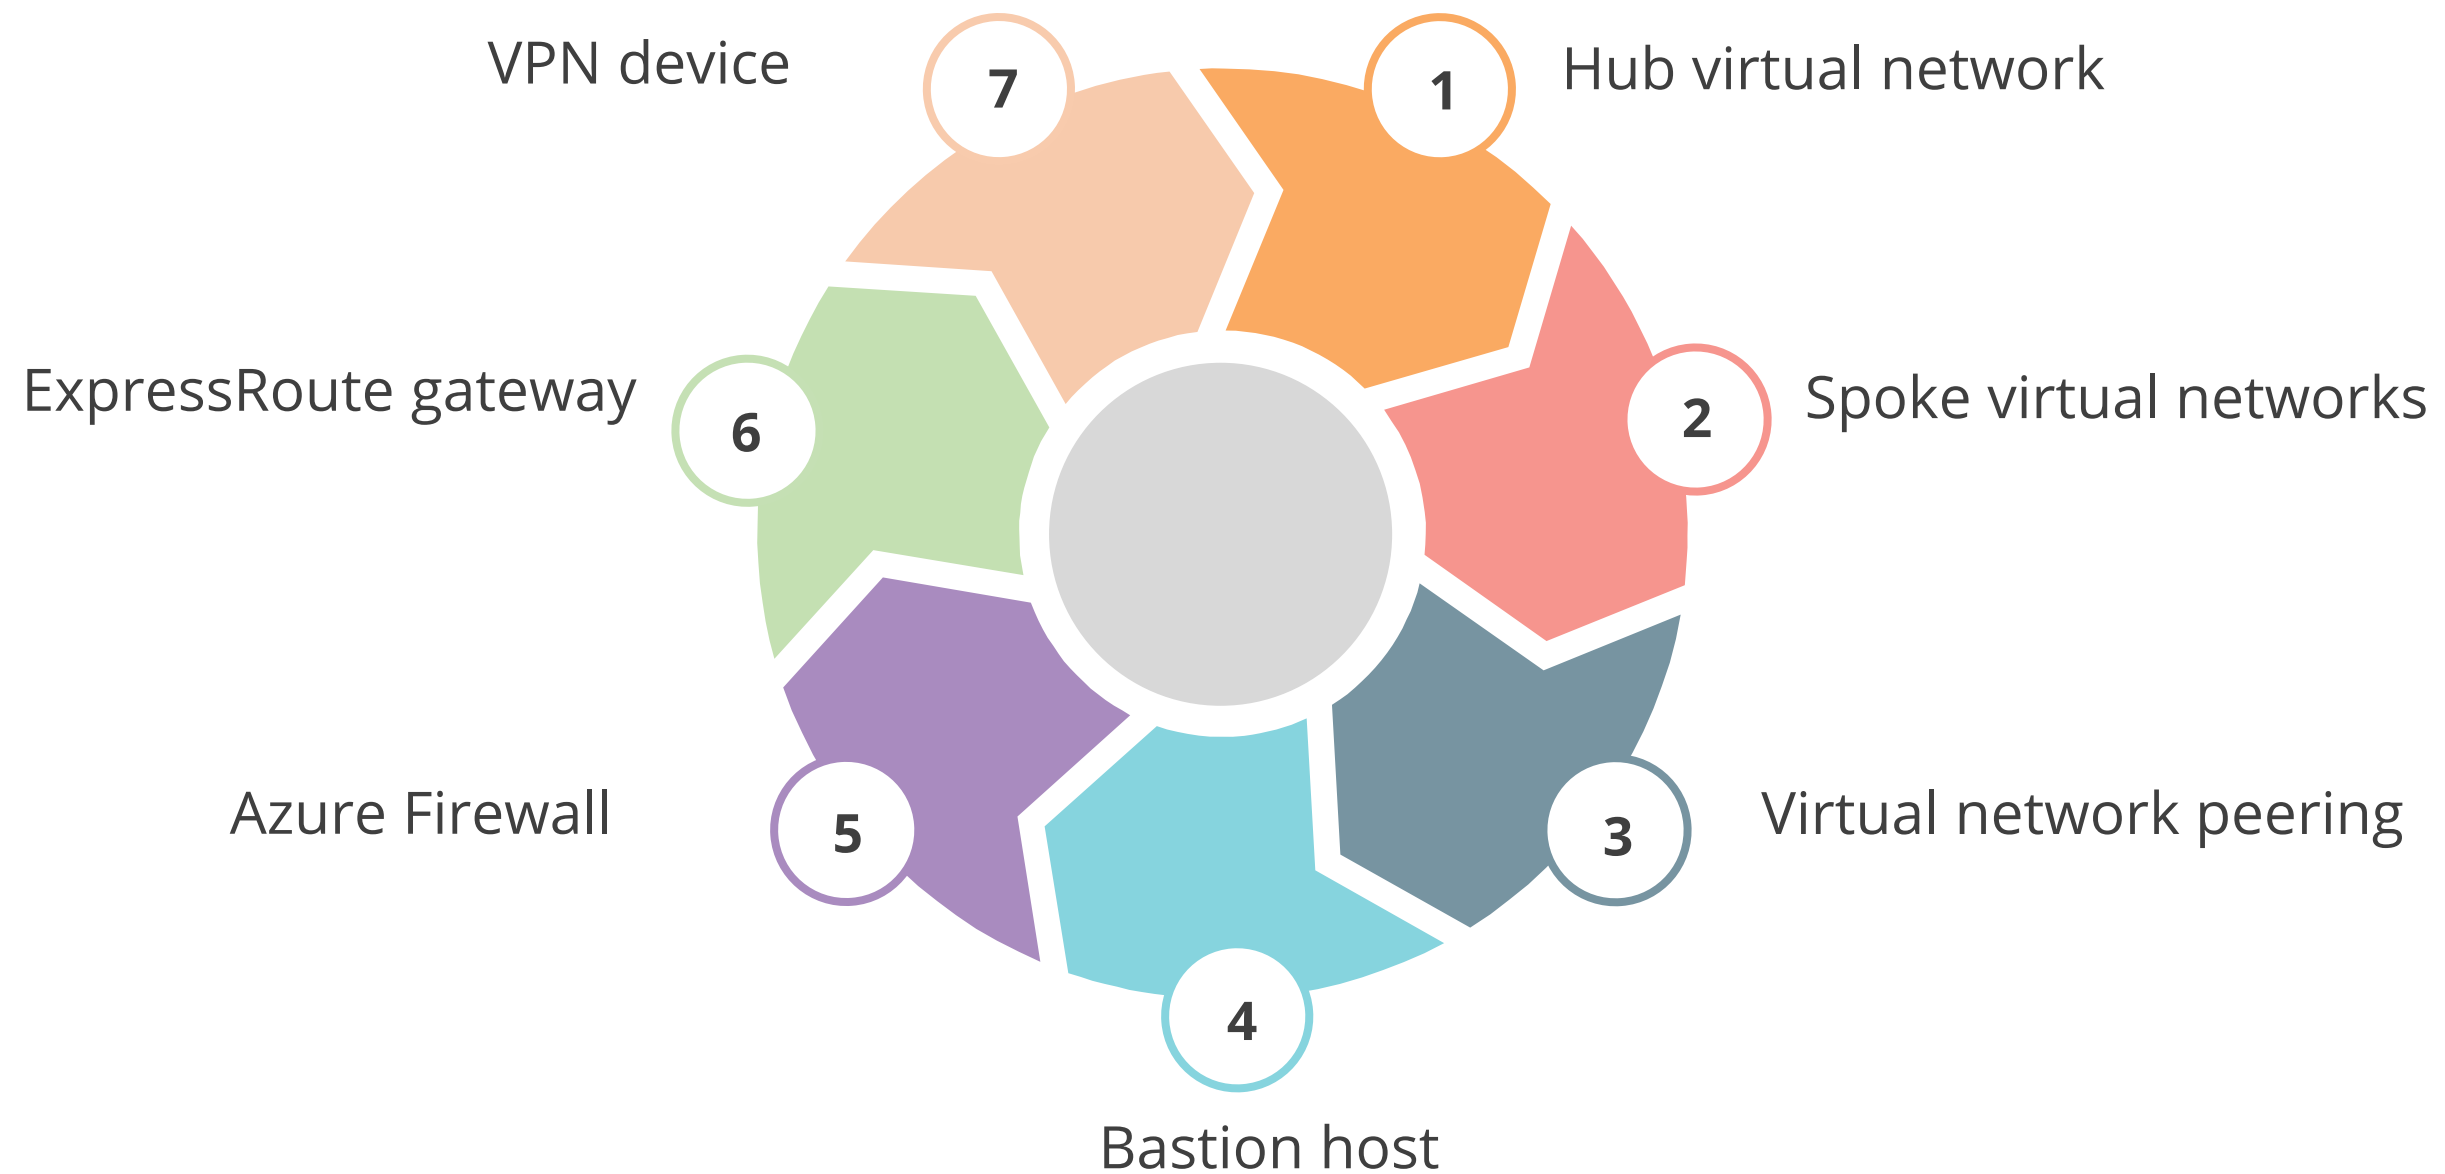 VPN device
7
1
Hub virtual network
ExpressRoute gateway
6
2
Spoke virtual networks
Azure Firewall
5
3
Virtual network peering
4
Bastion host